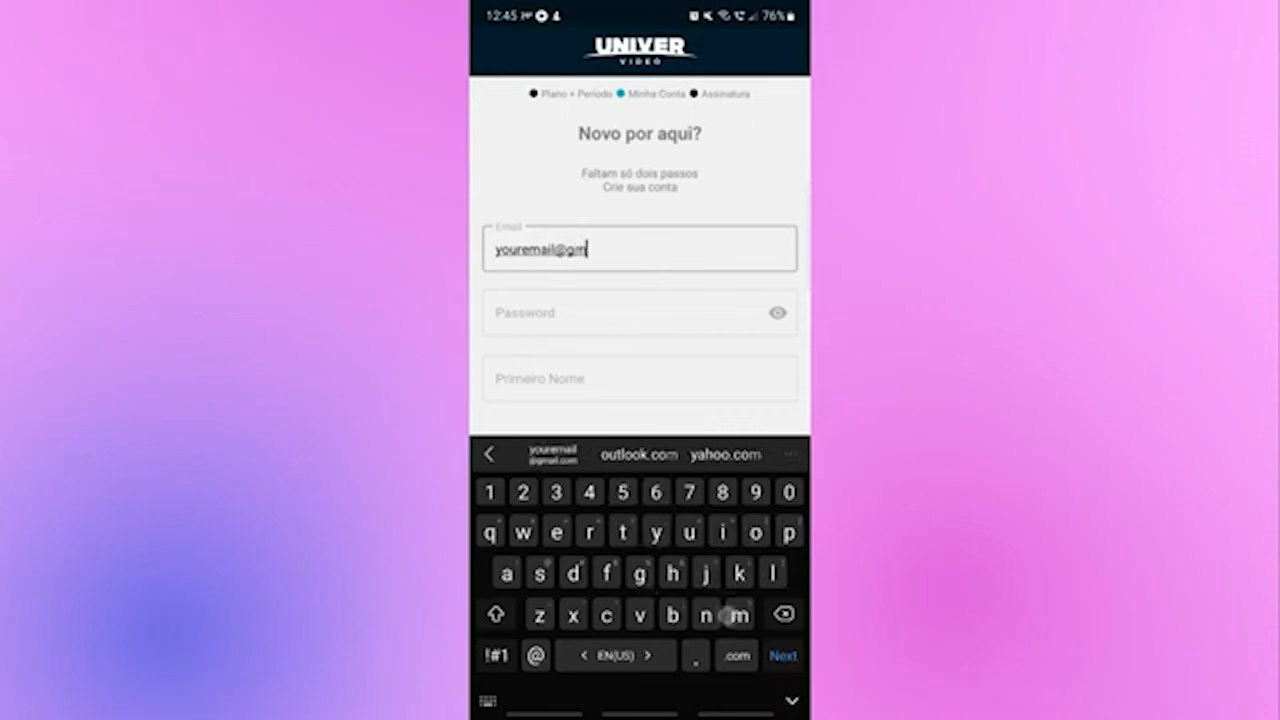 12:45 76%
UNIVER
VIDEO
Plano + Período Minha Conta Assinatura
Novo por aqui?
Faltam só dois passos
Crie sua conta
Email
youremail@gm
Password
Primeiro Nome
youremail
@gmail.com
outlook.com yahoo.com
1 2 3 4 5 6 7 8 9 0
q w e r t y u i o p
a s d f g h j k l
z x c v b n m
!#1 @ < EN(US) > . .com Next